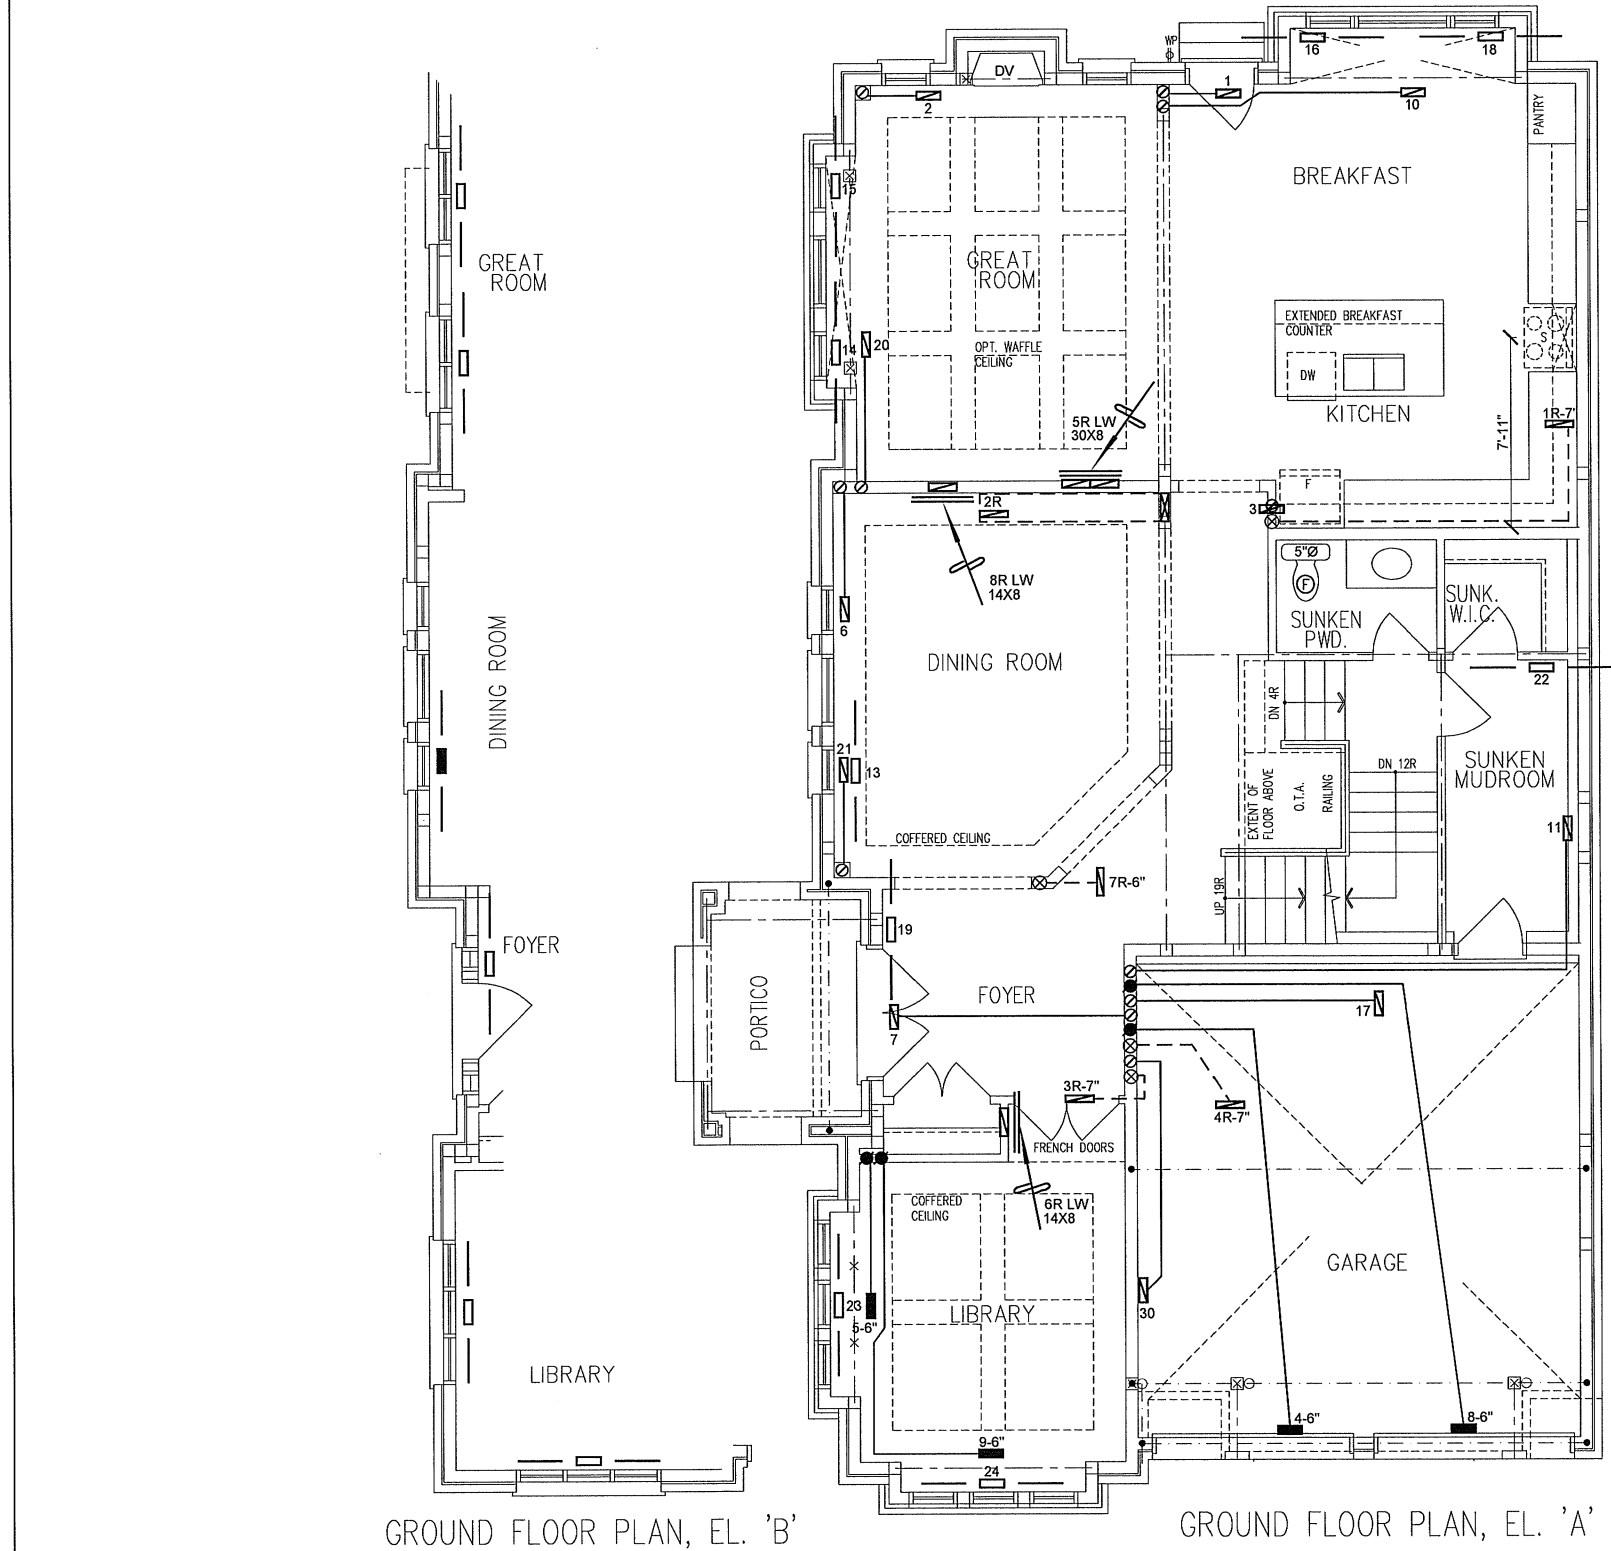 WP
16
18
DV
1
2
10
PANTRY
BREAKFAST
15
GREAT
ROOM
GREAT
ROOM
EXTENDED BREAKFAST
COUNTER
14
20
OPT. WAFFLE
CEILING
S
DW
KITCHEN
5R LW
30X8
1R-7'
7'-11"
F
2R
3
8R LW
14X8
5"Ø
F
SUNKEN
PWD.
SUNK.
W.I.C.
6
DINING ROOM
DINING ROOM
22
DN 4R
21
13
DN 12R
SUNKEN
MUDROOM
EXTENT OF
FLOOR ABOVE
O.T.A.
RAILING
11
COFFERED CEILING
7R-6"
UP 19R
19
FOYER
PORTICO
FOYER
7
17
3R-7"
4R-7"
FRENCH DOORS
COFFERED
CEILING
6R LW
14X8
GARAGE
23
5-6"
LIBRARY
30
LIBRARY
4-6"
8-6"
9-6"
24
GROUND FLOOR PLAN, EL. 'B'
GROUND FLOOR PLAN, EL. 'A'